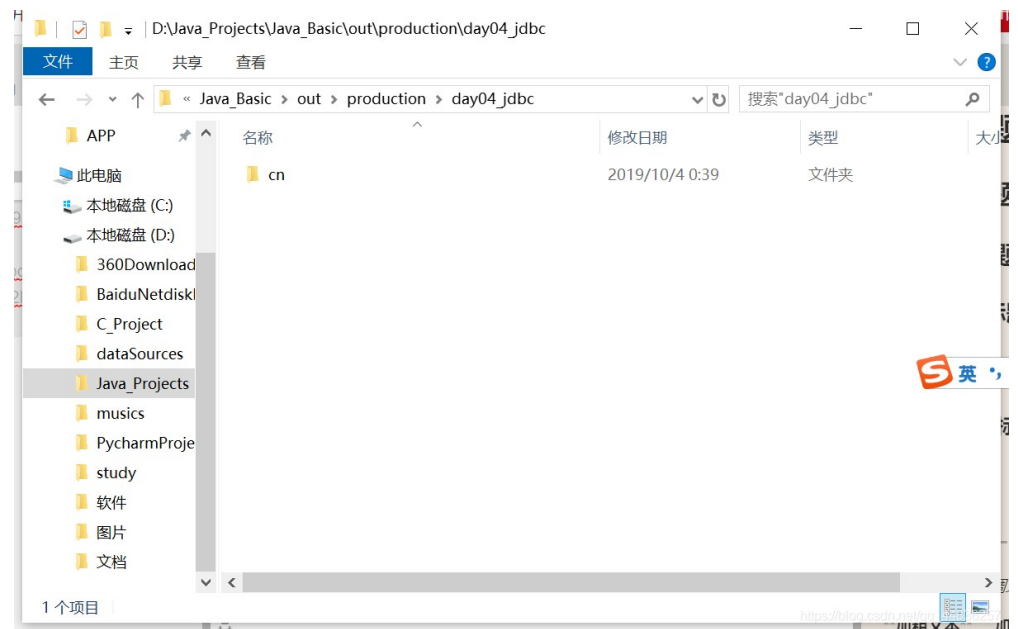 D:\Java_Projects\Java_Basic\out\production\day04_jdbc
文件 主页 共享 查看
« Java_Basic > out > production > day04_jdbc 搜索"day04_jdbc"
APP
名称 修改日期 类型
cn 2019/10/4 0:39 文件夹
此电脑
本地磁盘 (C:)
本地磁盘 (D:)
360Download
BaiduNetdisk
C_Project
dataSources
Java_Projects
musics
PycharmProje
study
软件
图片
文档
英
1 个项目